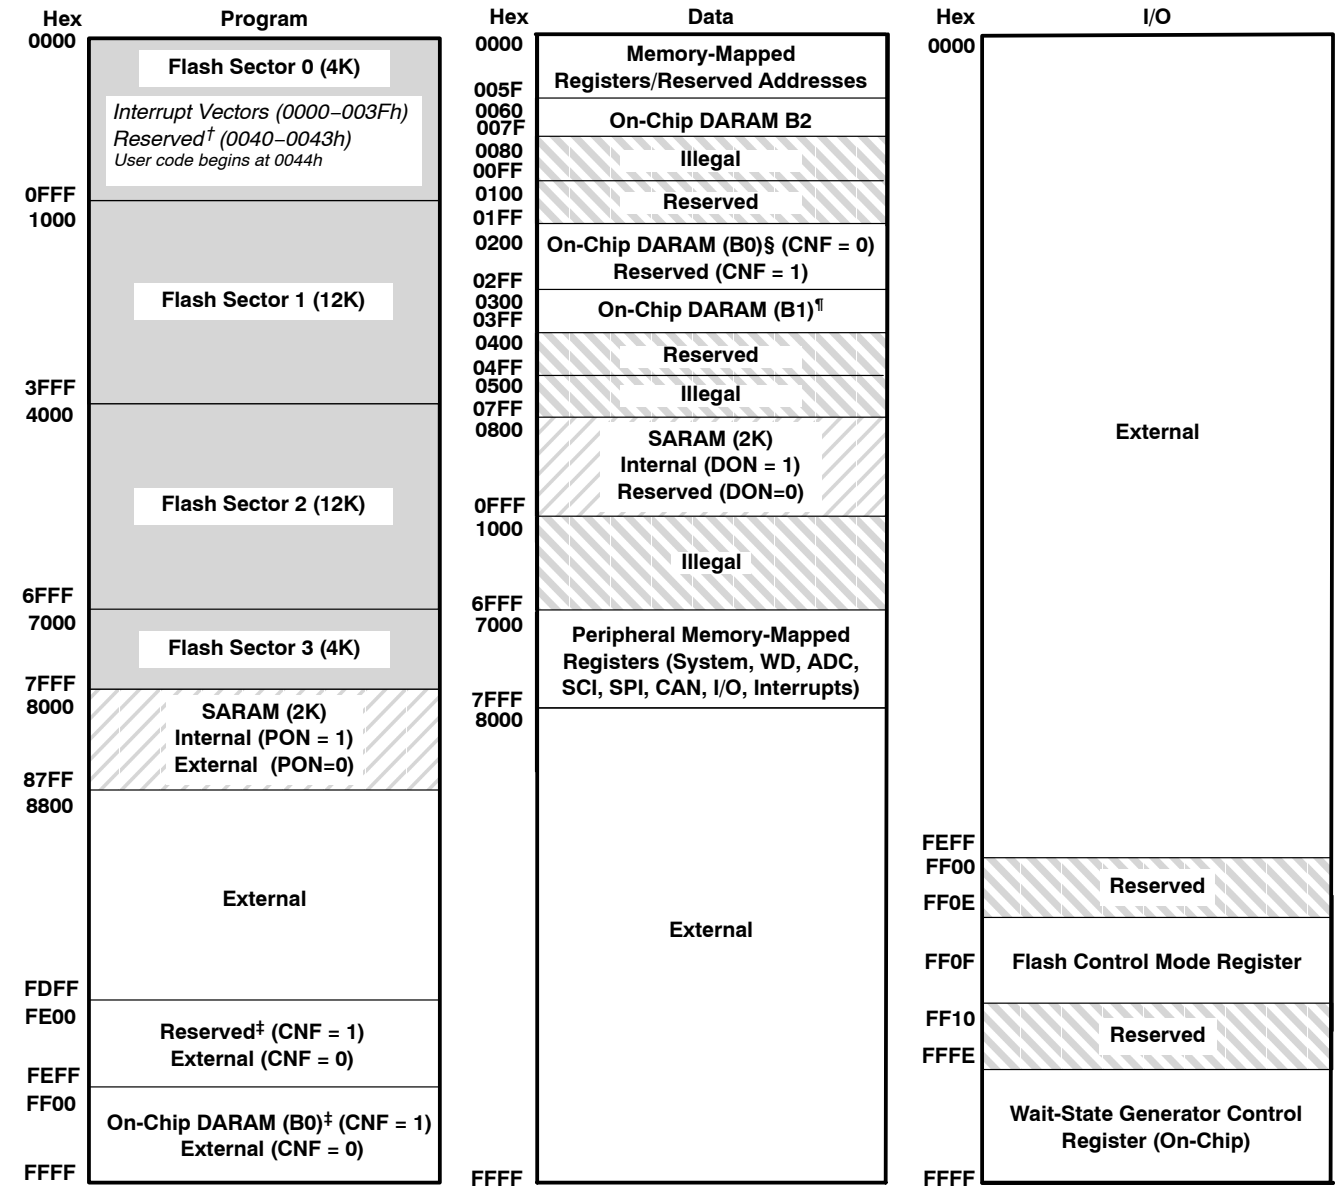 Hex Program
0000
Flash Sector 0 (4K)
Interrupt Vectors (0000–003Fh)
Reserved† (0040–0043h)
User code begins at 0044h
0FFF
1000
Flash Sector 1 (12K)
3FFF
4000
Flash Sector 2 (12K)
6FFF
7000
Flash Sector 3 (4K)
7FFF
8000
SARAM (2K)
Internal (PON = 1)
External (PON=0)
87FF
8800
External
FDFF
FE00
Reserved‡ (CNF = 1)
External (CNF = 0)
FEFF
FF00
On-Chip DARAM (B0)‡ (CNF = 1)
External (CNF = 0)
FFFF
Hex Data
0000
Memory-Mapped
Registers/Reserved Addresses
005F
0060
On-Chip DARAM B2
007F
0080
Illegal
00FF
0100
Reserved
01FF
0200
On-Chip DARAM (B0)§ (CNF = 0)
Reserved (CNF = 1)
02FF
0300
On-Chip DARAM (B1)¶
03FF
0400
Reserved
04FF
0500
Illegal
07FF
0800
SARAM (2K)
Internal (DON = 1)
Reserved (DON=0)
0FFF
1000
Illegal
6FFF
7000
Peripheral Memory-Mapped
Registers (System, WD, ADC,
SCI, SPI, CAN, I/O, Interrupts)
7FFF
8000
External
FFFF
Hex I/O
0000
External
FEFF
FF00
Reserved
FF0E
FF0F Flash Control Mode Register
FF10
Reserved
FFFE
Wait-State Generator Control
Register (On-Chip)
FFFF